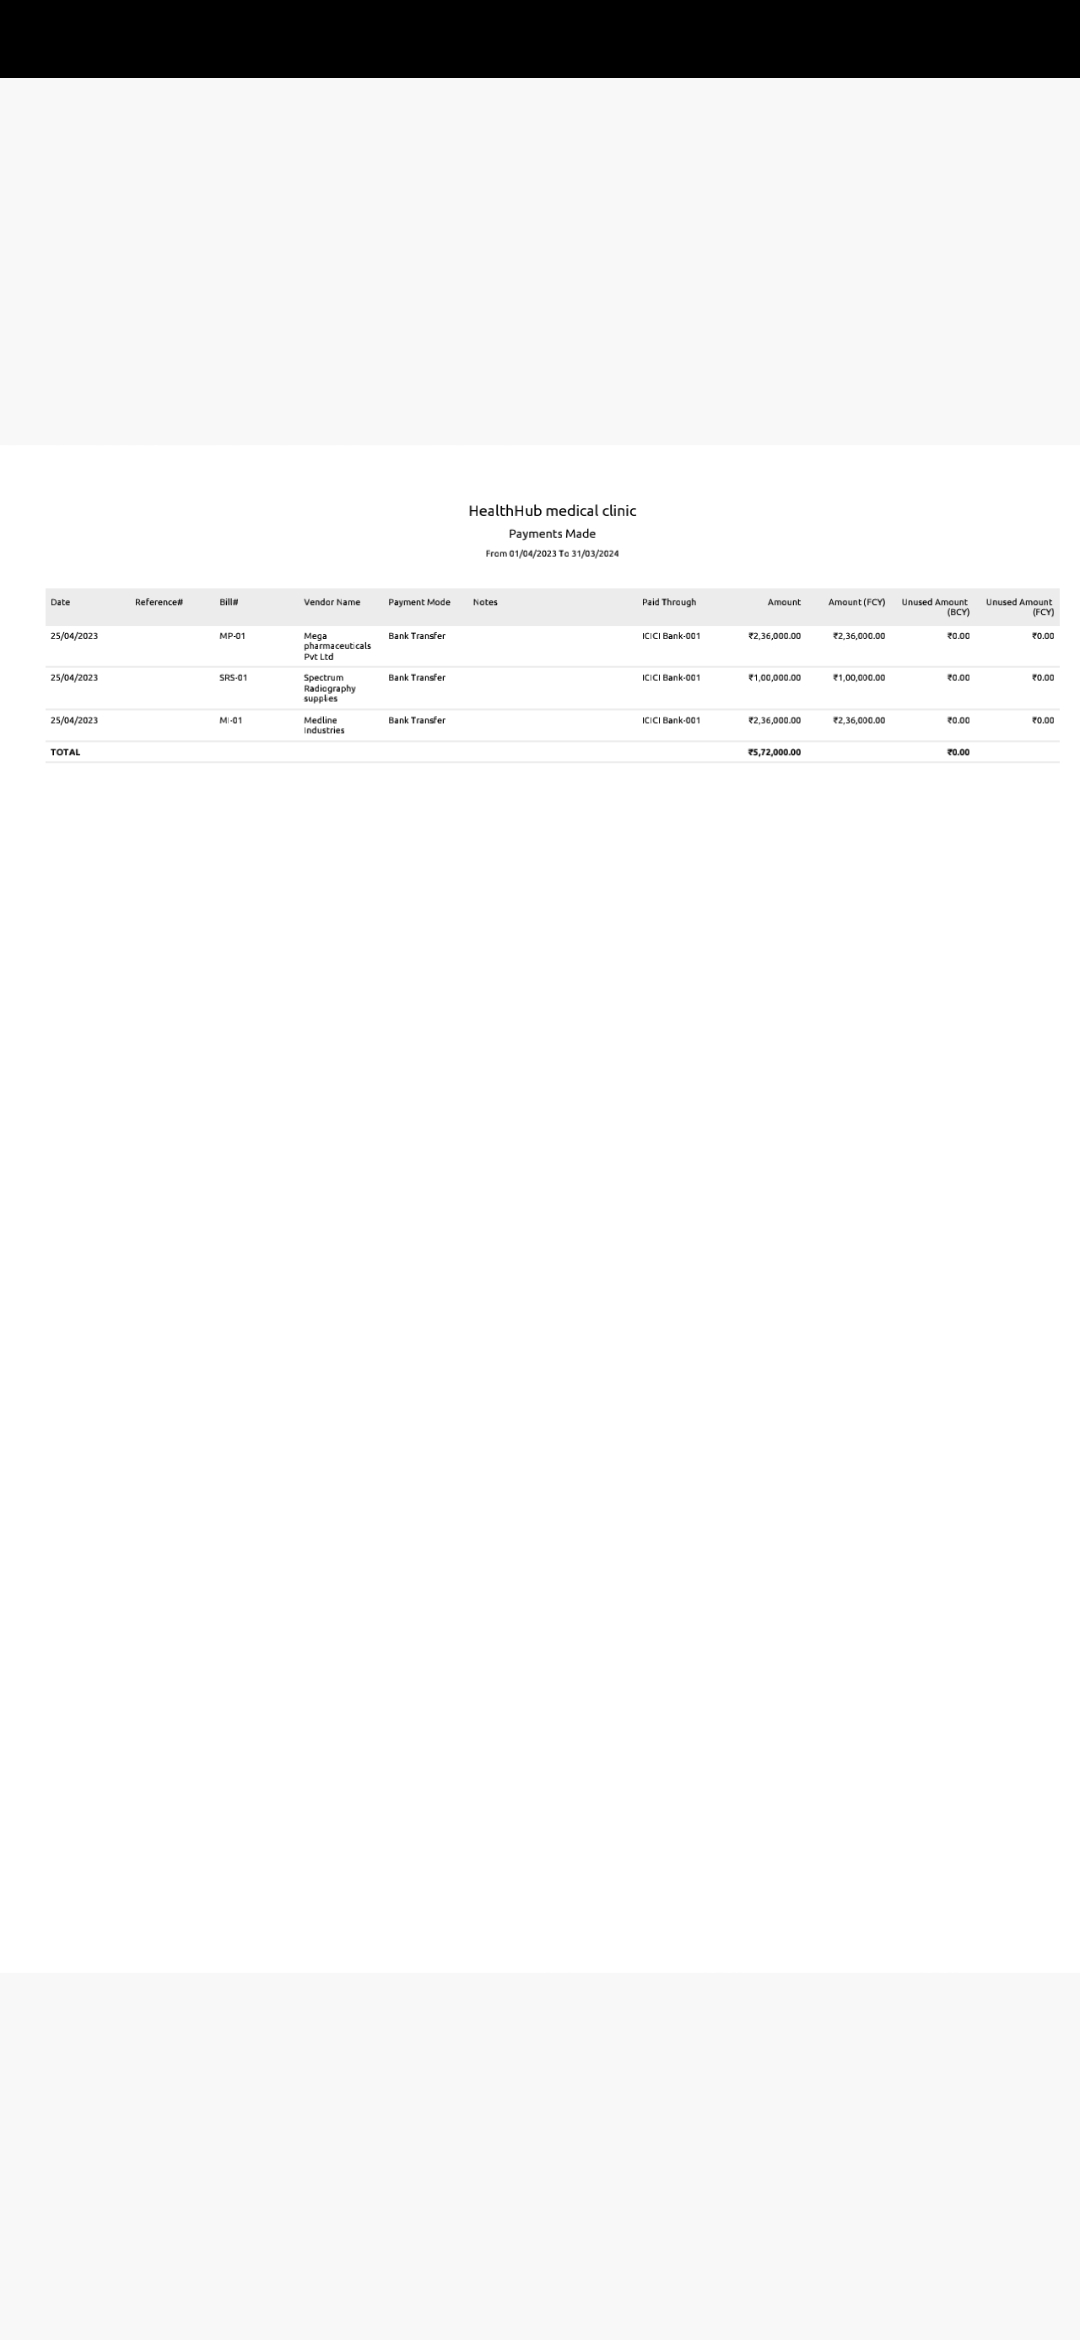 HealthHub medical clinic
Payments Made
From 01/04/2023 To 31/03/2024
Date Reference# Bill# Vendor Name Payment Mode Notes Paid Through Amount Amount (FCY) Unused Amount (BCY) Unused Amount (FCY)
25/04/2023 MP-01 Mega pharmaceuticals Pvt Ltd Bank Transfer ICICI Bank-001 ₹2,36,000.00 ₹2,36,000.00 ₹0.00 ₹0.00
25/04/2023 SRS-01 Spectrum Radiography supplies Bank Transfer ICICI Bank-001 ₹1,00,000.00 ₹1,00,000.00 ₹0.00 ₹0.00
25/04/2023 MI-01 Medline Industries Bank Transfer ICICI Bank-001 ₹2,36,000.00 ₹2,36,000.00 ₹0.00 ₹0.00
TOTAL ₹5,72,000.00 ₹0.00